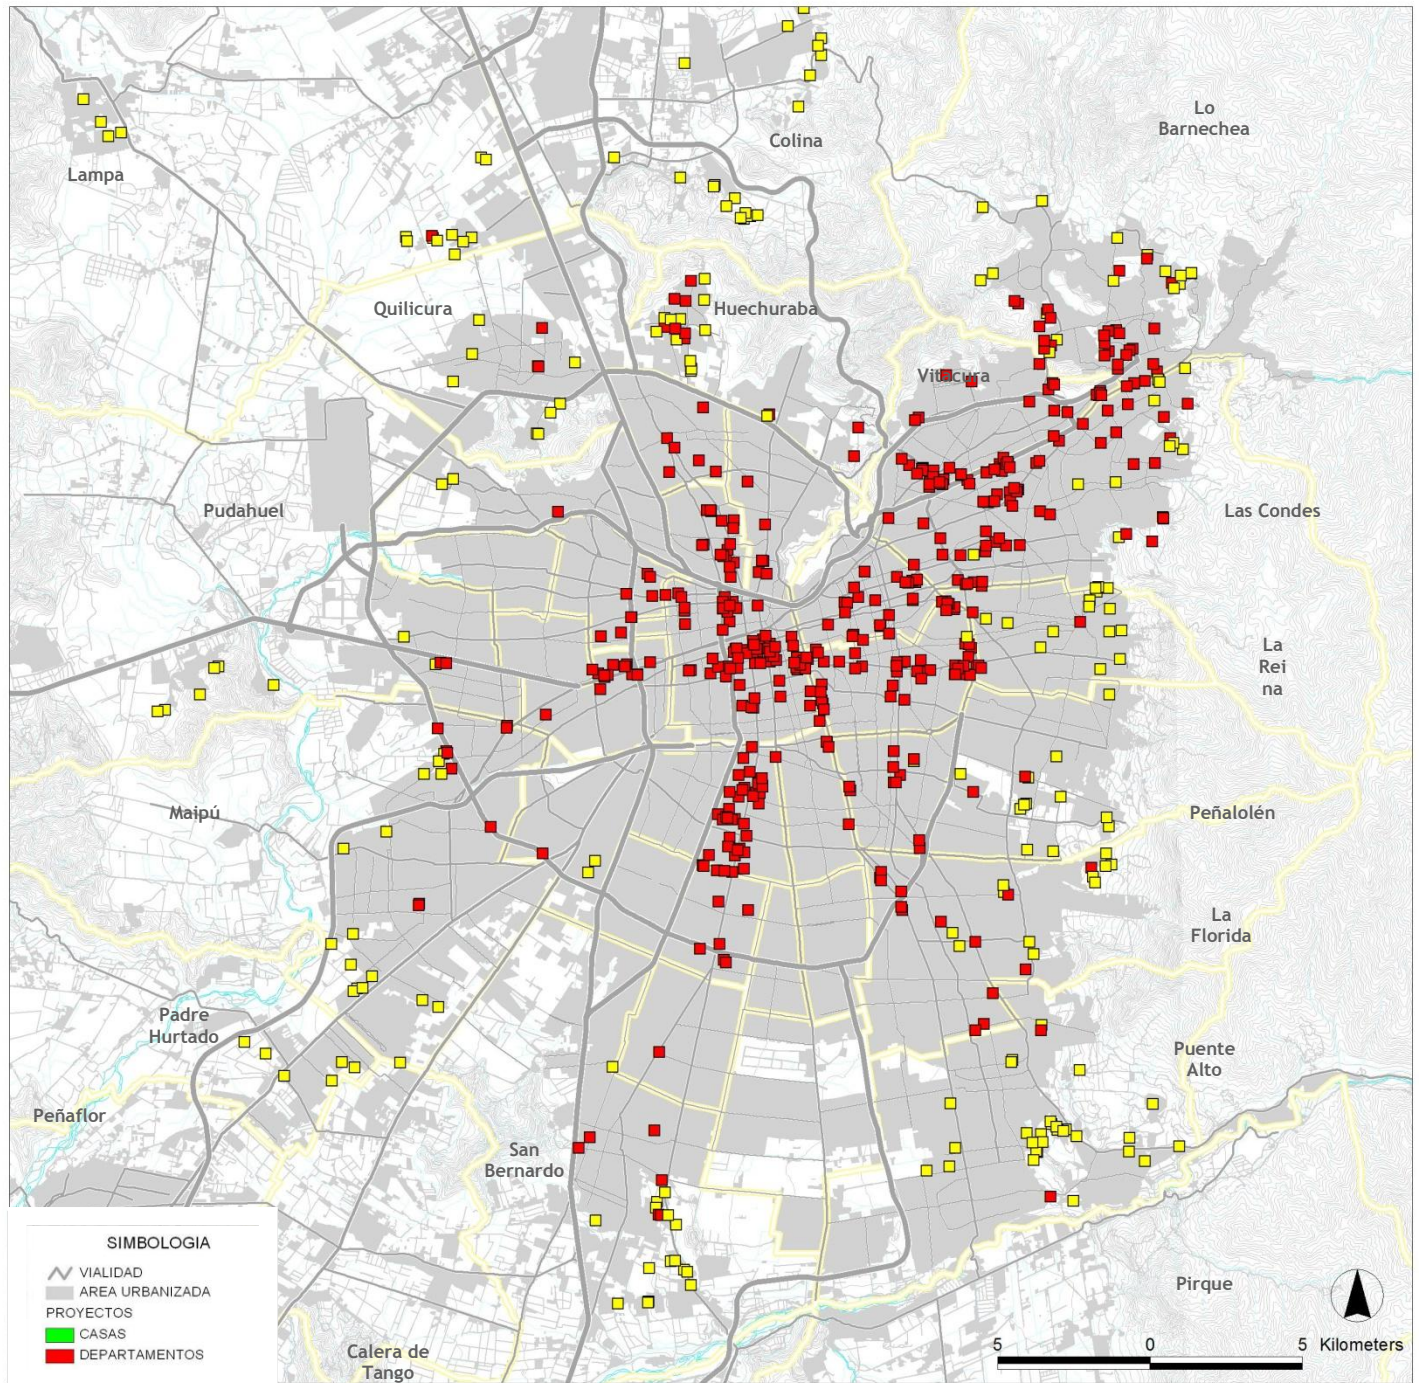 Lo
Barnechea
Colina
Lampa
Quilicura
Huechuraba
Vitacura
Pudahuel
Las Condes
La
Rei
na
Maipú
Peñalolén
La
Florida
Padre
Hurtado
Puente
Alto
Peñaflor
San
Bernardo
Pirque
Calera de
Tango
SIMBOLOGIA
VIALIDAD
AREA URBANIZADA
PROYECTOS
CASAS
DEPARTAMENTOS
5 0 5 Kilometers